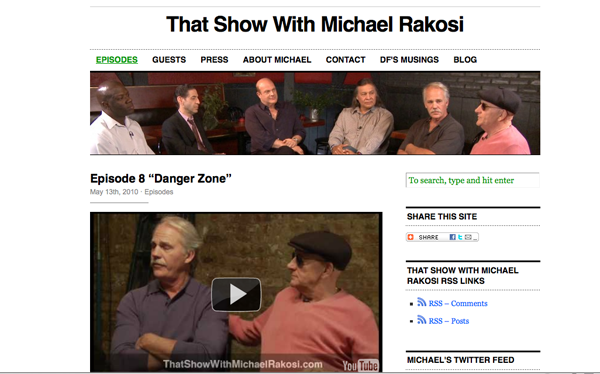 That Show With Michael Rakosi
EPISODES GUESTS PRESS ABOUT MICHAEL CONTACT DF'S MUSINGS BLOG
Episode 8 “Danger Zone”
May 13th, 2010 · Episodes
ThatShowWithMichaelRakosi.com
YouTube
To search, type and hit enter
SHARE THIS SITE
SHARE
THAT SHOW WITH MICHAEL
RAKOSI RSS LINKS
RSS – Comments
RSS – Posts
MICHAEL'S TWITTER FEED